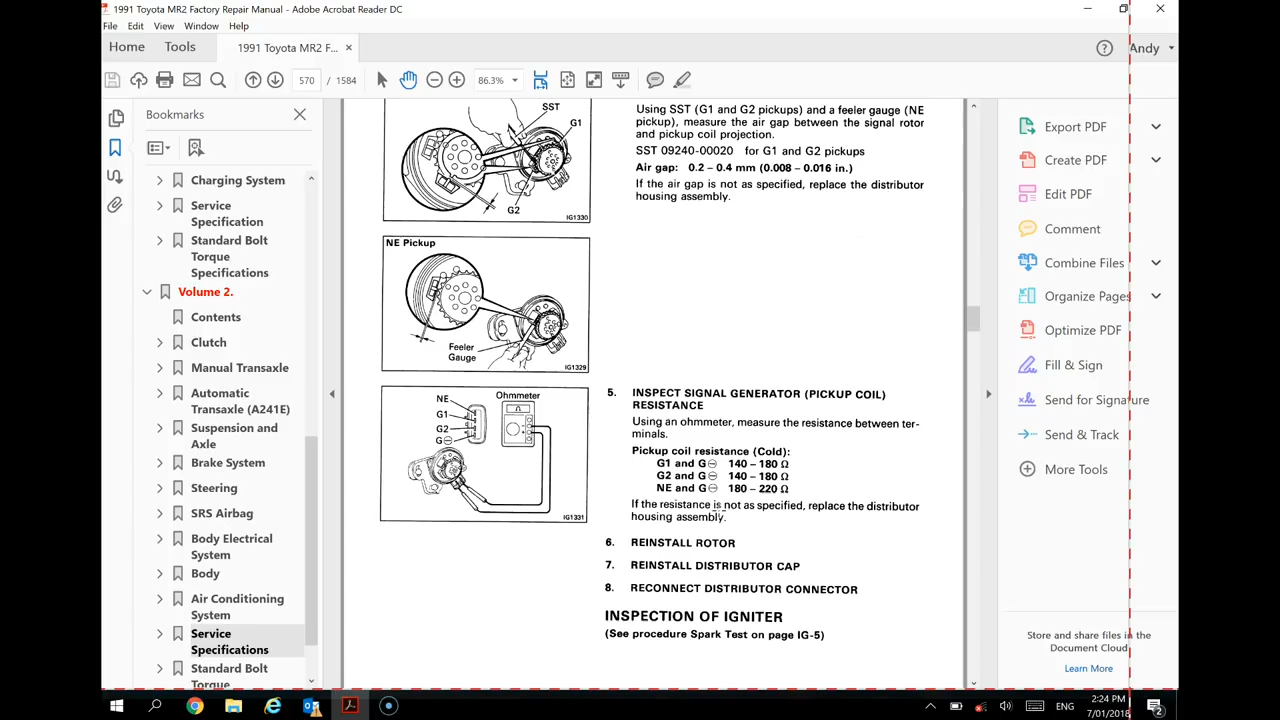 1991 Toyota MR2 Factory Repair Manual - Adobe Acrobat Reader DC
File Edit View Window Help
Home Tools 1991 Toyota MR2 F... × Andy
570 / 1584 86.3%
Bookmarks
Charging System
Service
Specification
Standard Bolt
Torque
Specifications
Volume 2.
Contents
Clutch
Manual Transaxle
Automatic
Transaxle (A241E)
Suspension and
Axle
Brake System
Steering
SRS Airbag
Body Electrical
System
Body
Air Conditioning
System
Service
Specifications
Standard Bolt
Torque
SST
G1
G2
IG1330
Using SST (G1 and G2 pickups) and a feeler gauge (NE
pickup), measure the air gap between the signal rotor
and pickup coil projection.
SST 09240-00020 for G1 and G2 pickups
Air gap: 0.2 – 0.4 mm (0.008 – 0.016 in.)
If the air gap is not as specified, replace the distributor
housing assembly.
NE Pickup
Feeler
Gauge
IG1329
NE
G1
G2
G⊖
Ohmmeter
Ω
IG1331
5. INSPECT SIGNAL GENERATOR (PICKUP COIL)
RESISTANCE
Using an ohmmeter, measure the resistance between ter-
minals.
Pickup coil resistance (Cold):
G1 and G⊖ 140 – 180 Ω
G2 and G⊖ 140 – 180 Ω
NE and G⊖ 180 – 220 Ω
If the resistance is not as specified, replace the distributor
housing assembly.
6. REINSTALL ROTOR
7. REINSTALL DISTRIBUTOR CAP
8. RECONNECT DISTRIBUTOR CONNECTOR
INSPECTION OF IGNITER
(See procedure Spark Test on page IG-5)
Export PDF
Create PDF
Edit PDF
Comment
Combine Files
Organize Pages
Optimize PDF
Fill & Sign
Send for Signature
Send & Track
More Tools
Store and share files in the
Document Cloud
Learn More
ENG
2:24 PM
7/01/2018
2